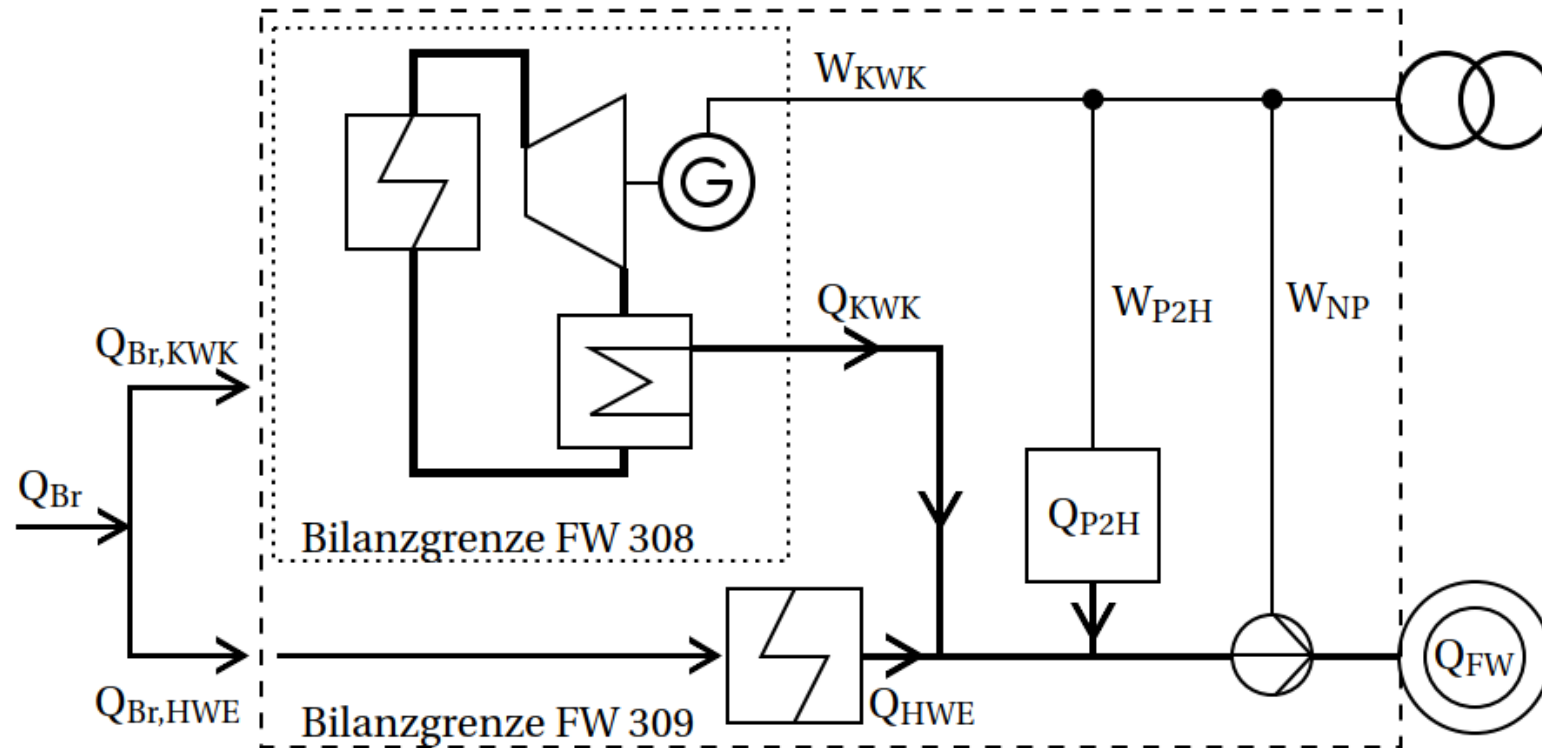 W_KWK
G
Q_KWK
W_P2H
W_NP
Q_Br,KWK
Q_Br
Q_P2H
Bilanzgrenze FW 308
Q_FW
Q_Br,HWE
Bilanzgrenze FW 309
Q_HWE